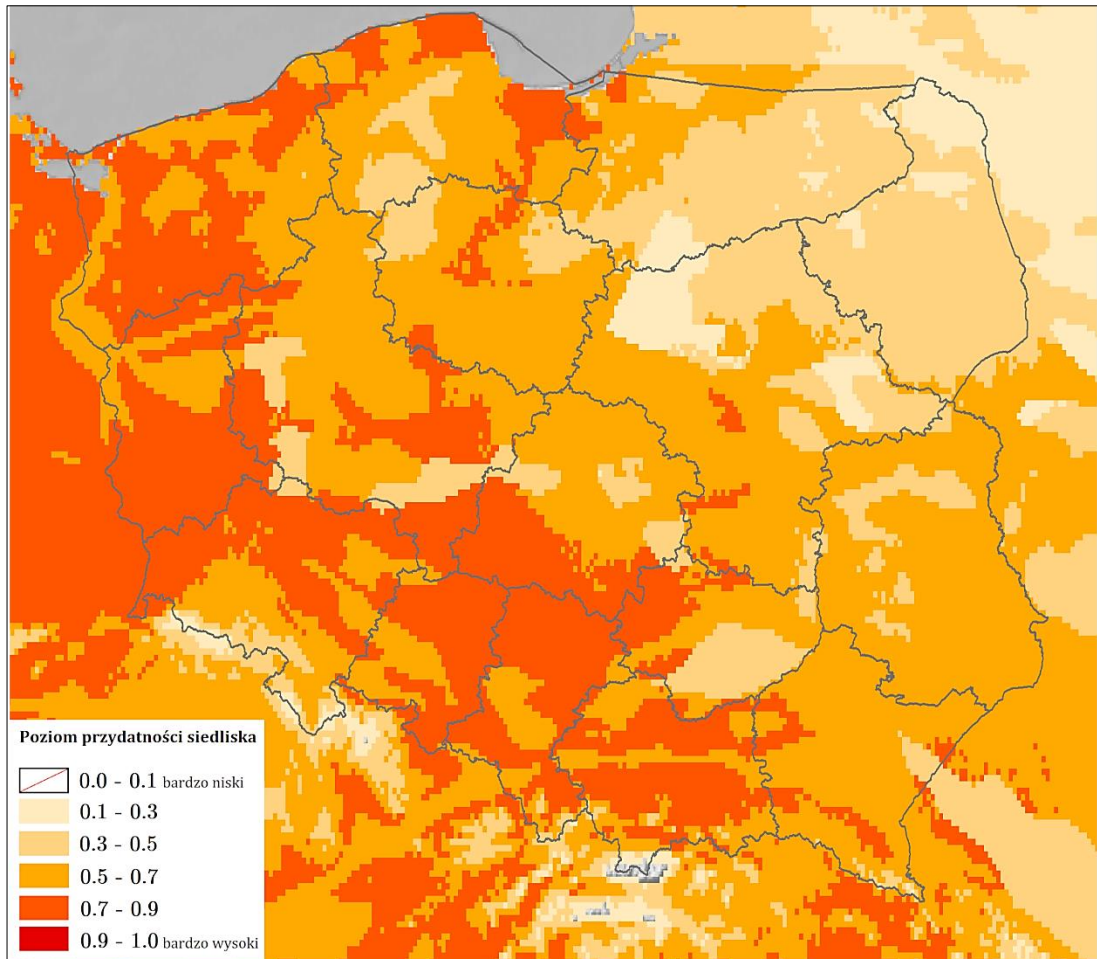 Poziom przydatności siedliska
0.0 - 0.1 bardzo niski
0.1 - 0.3
0.3 - 0.5
0.5 - 0.7
0.7 - 0.9
0.9 - 1.0 bardzo wysoki